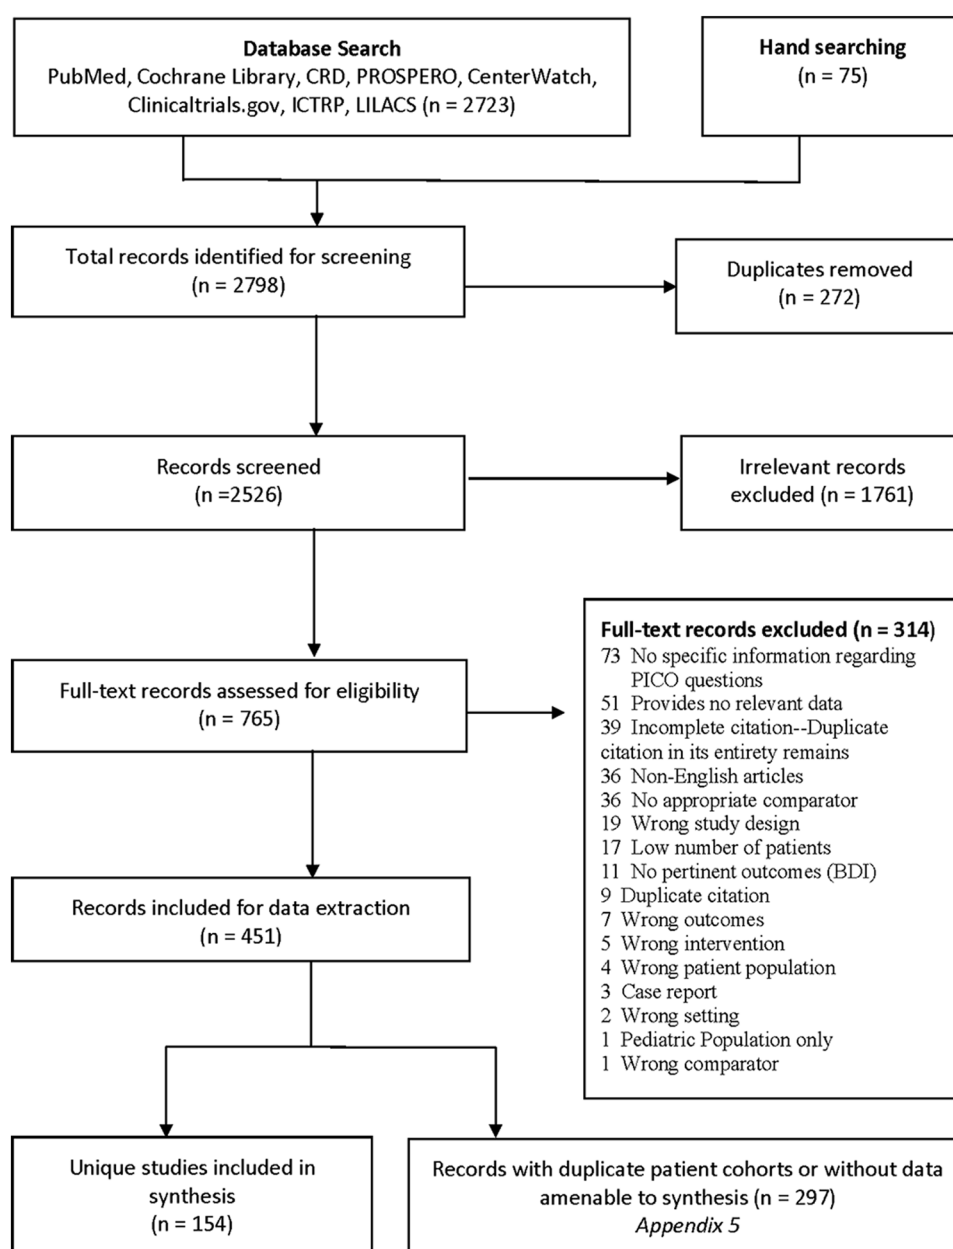 Database Search
PubMed, Cochrane Library, CRD, PROSPERO, CenterWatch,
Clinicaltrials.gov, ICTRP, LILACS (n = 2723)
Hand searching
(n = 75)
Total records identified for screening
(n = 2798)
Duplicates removed
(n = 272)
Records screened
(n =2526)
Irrelevant records
excluded (n = 1761)
Full-text records assessed for eligibility
(n = 765)
Full-text records excluded (n = 314)
73 No specific information regarding
PICO questions
51 Provides no relevant data
39 Incomplete citation--Duplicate
citation in its entirety remains
36 Non-English articles
36 No appropriate comparator
19 Wrong study design
17 Low number of patients
11 No pertinent outcomes (BDI)
9 Duplicate citation
7 Wrong outcomes
5 Wrong intervention
4 Wrong patient population
3 Case report
2 Wrong setting
1 Pediatric Population only
1 Wrong comparator
Records included for data extraction
(n = 451)
Unique studies included in
synthesis
(n = 154)
Records with duplicate patient cohorts or without data
amenable to synthesis (n = 297)
Appendix 5